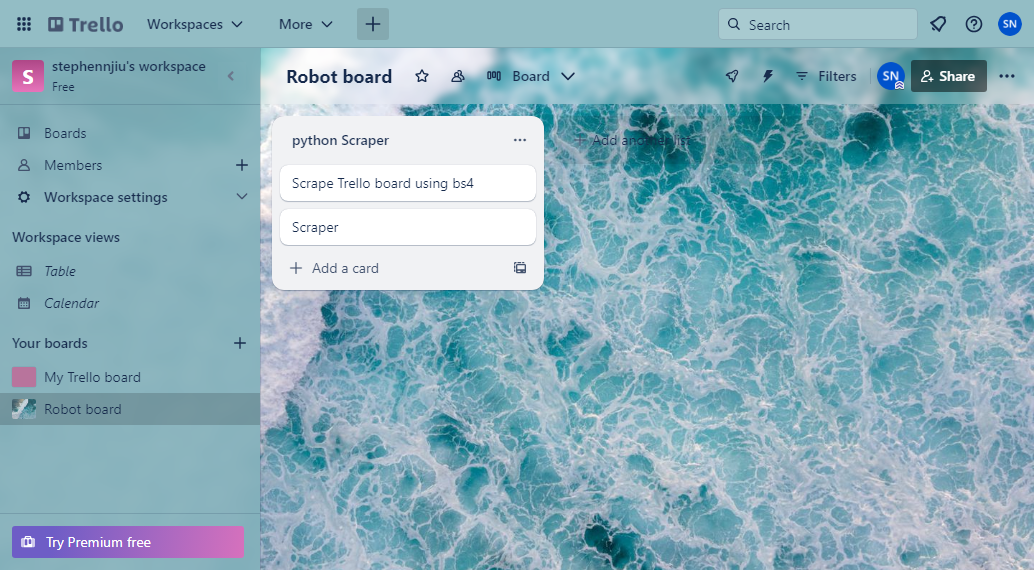 Trello
Workspaces
More
Search
SN
S
stephennjiu's workspace
Free
Robot board
Board
Filters
SN
Share
Boards
Members
Workspace settings
Workspace views
Table
Calendar
Your boards
My Trello board
Robot board
Try Premium free
python Scraper
Scrape Trello board using bs4
Scraper
Add a card
Add another list